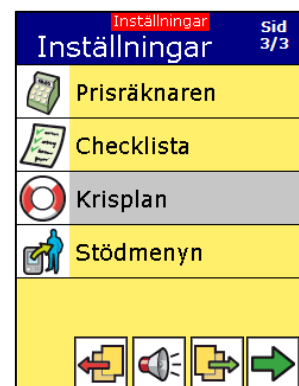 Inställningar
Inställningar
Sid
3/3
Prisräknaren
Checklista
Krisplan
Stödmenyn